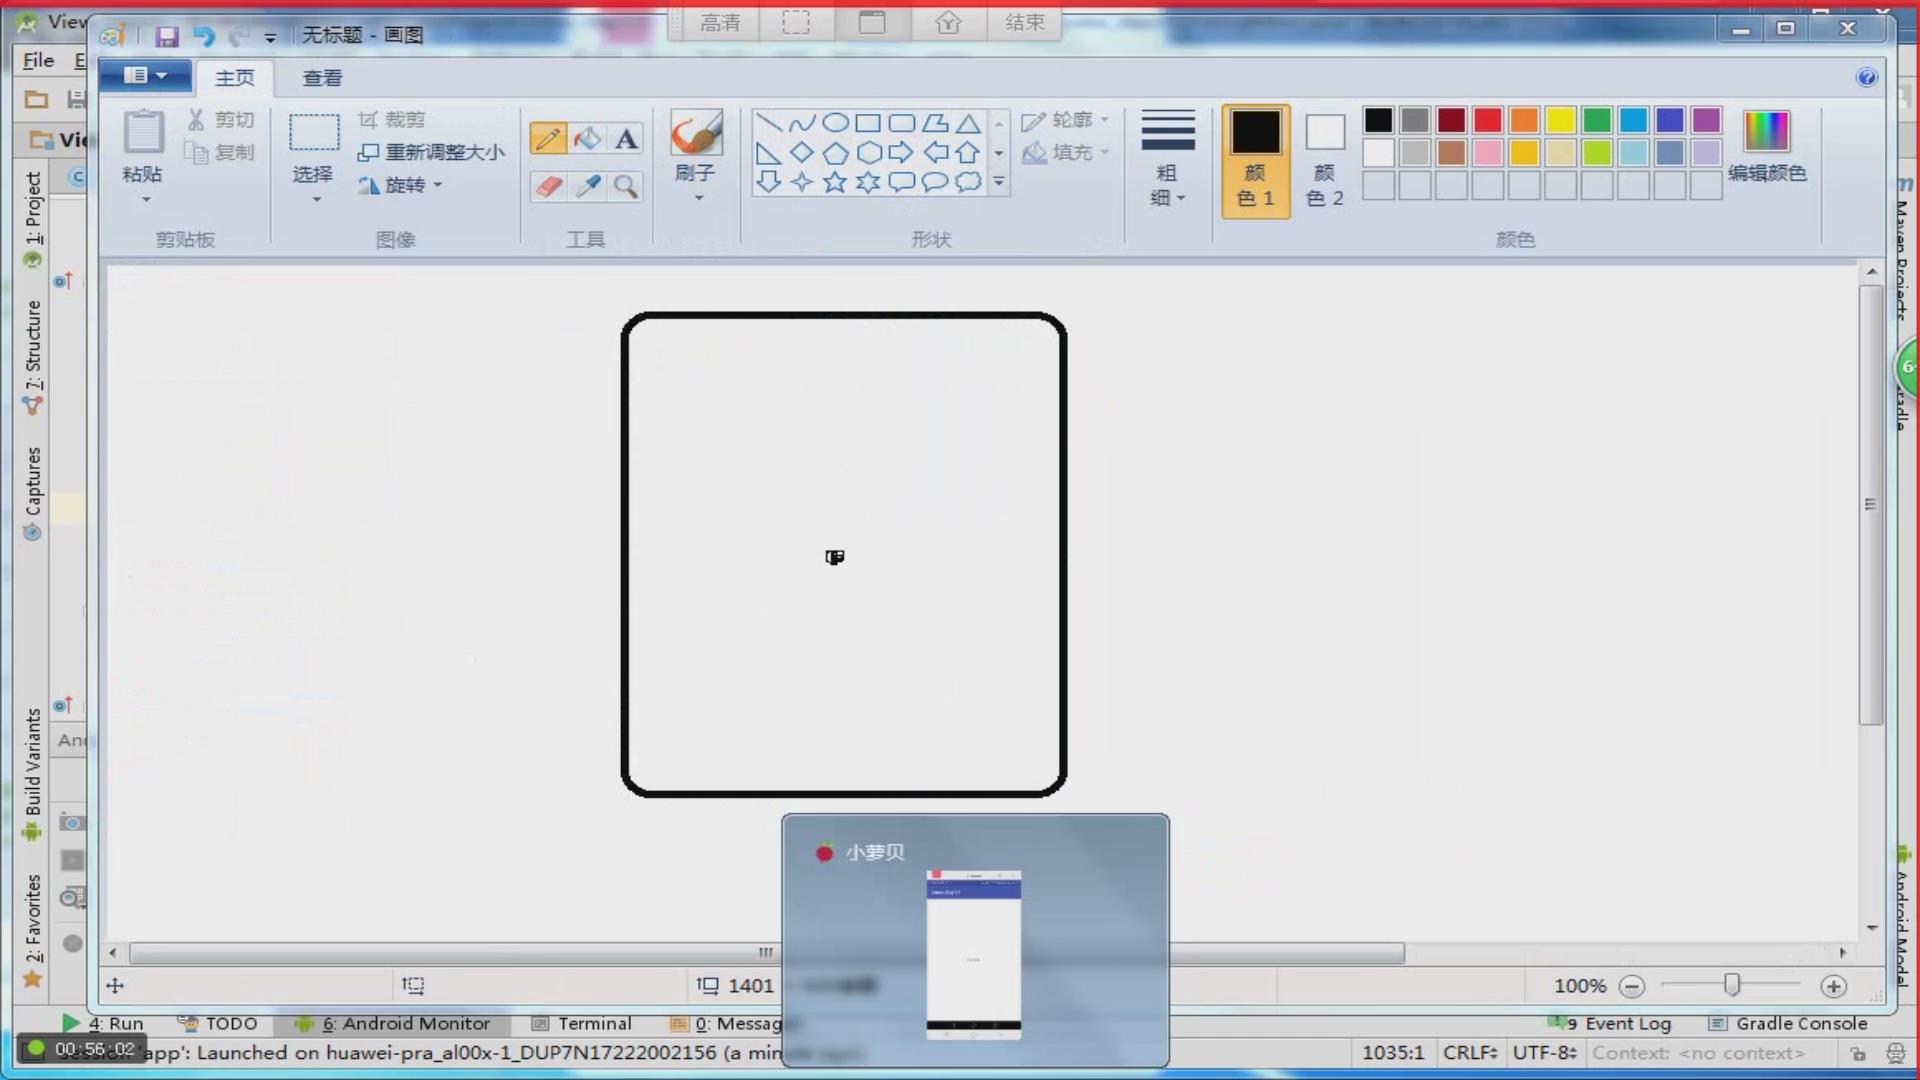 View
无标题 - 画图
高清
结束
File E
主页
查看
剪切
复制
粘贴
剪贴板
裁剪
重新调整大小
旋转
选择
图像
A
工具
刷子
轮廓
填充
形状
粗
细
颜
色 1
颜
色 2
编辑颜色
颜色
Vie
1: Project
7: Structure
Captures
Build Variants
2: Favorites
And
m
Maven Projects
6
Gradle
Android Model
小萝贝
1401
100%
4: Run
TODO
6: Android Monitor
Terminal
0: Messag
9 Event Log
Gradle Console
00:56:02
'app': Launched on huawei-pra_al00x-1_DUP7N17222002156 (a min
1035:1
CRLF
UTF-8
Context: <no context>